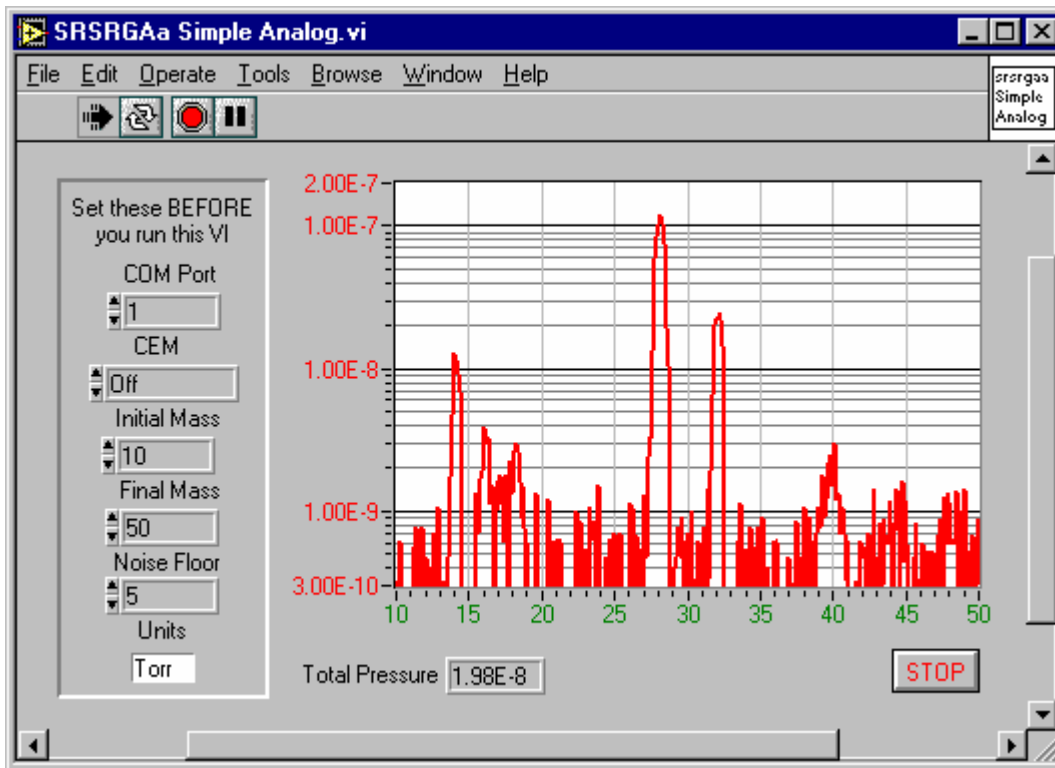 SRSRGAa Simple Analog.vi
File Edit Operate Tools Browse Window Help
srsrgaa
Simple
Analog
Set these BEFORE
you run this VI
COM Port
1
CEM
Off
Initial Mass
10
Final Mass
50
Noise Floor
5
Units
Torr
2.00E-7
1.00E-7
1.00E-8
1.00E-9
3.00E-10
10 15 20 25 30 35 40 45 50
Total Pressure 1.98E-8
STOP